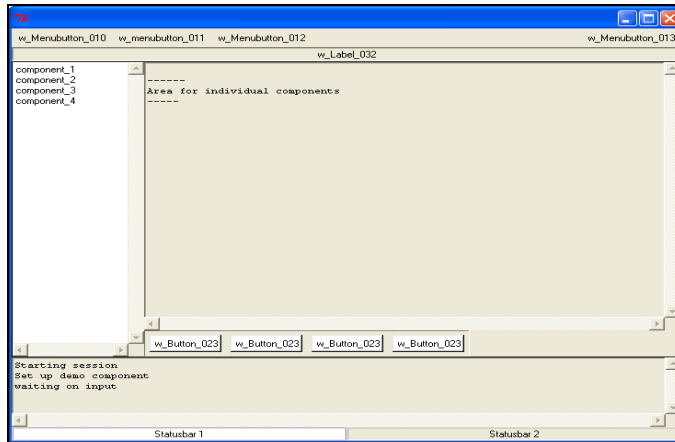 w_Menubutton_010 w_menubutton_011 w_Menubutton_012 w_Menubutton_013
w_Label_032
component_1
component_2
component_3
component_4
------
Area for individual components
-----
w_Button_023 w_Button_023 w_Button_023 w_Button_023
Starting session
Set up demo component
waiting on input
Statusbar 1 Statusbar 2